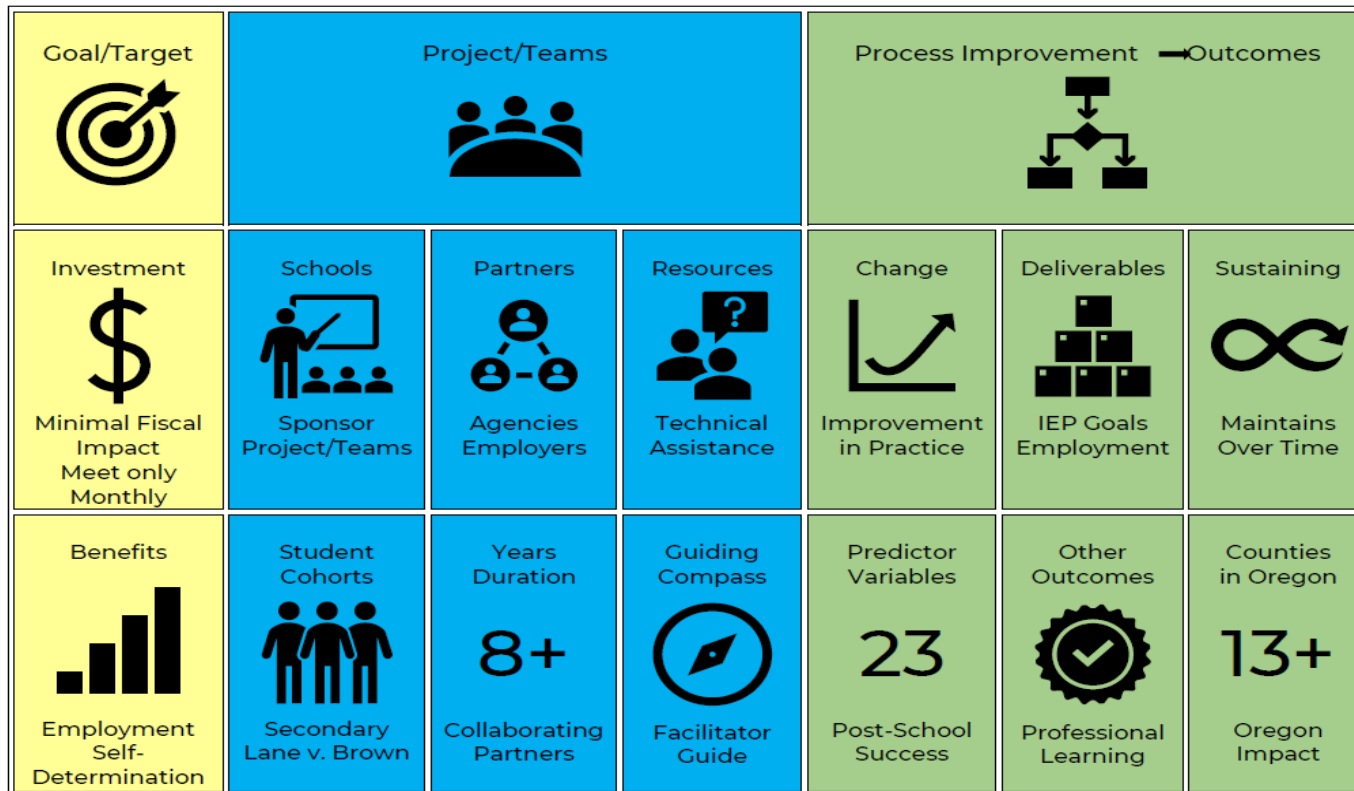 Goal/Target
Project/Teams
Process Improvement
Outcomes
Investment
Minimal Fiscal
Impact
Meet only
Monthly
Schools
Sponsor
Project/Teams
Partners
Agencies
Employers
Resources
?
Technical
Assistance
Change
Improvement
in Practice
Deliverables
IEP Goals
Employment
Sustaining
Maintains
Over Time
Benefits
Employment
Self-
Determination
Student
Cohorts
Secondary
Lane v. Brown
Years
Duration
8+
Collaborating
Partners
Guiding
Compass
Facilitator
Guide
Predictor
Variables
23
Post-School
Success
Other
Outcomes
Professional
Learning
Counties
in Oregon
13+
Oregon
Impact